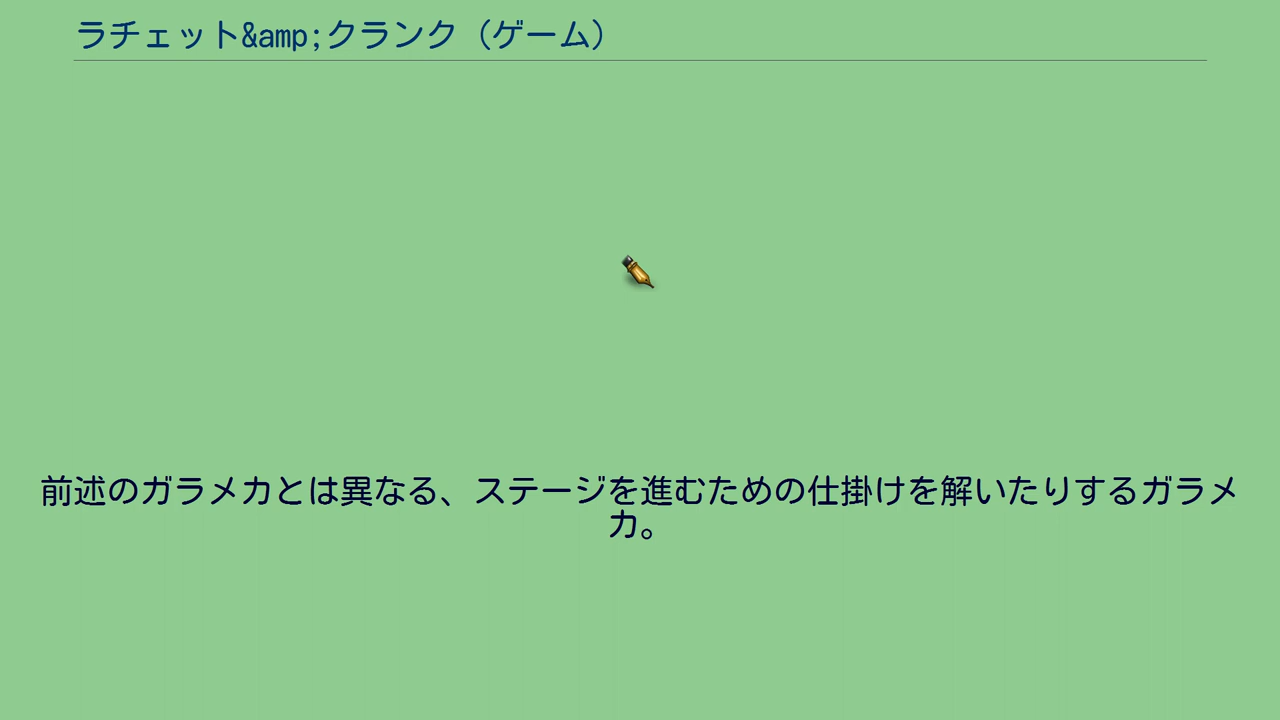 ラチェット&amp;クランク（ゲーム）
前述のガラメカとは異なる、ステージを進むための仕掛けを解いたりするガラメ
カ。